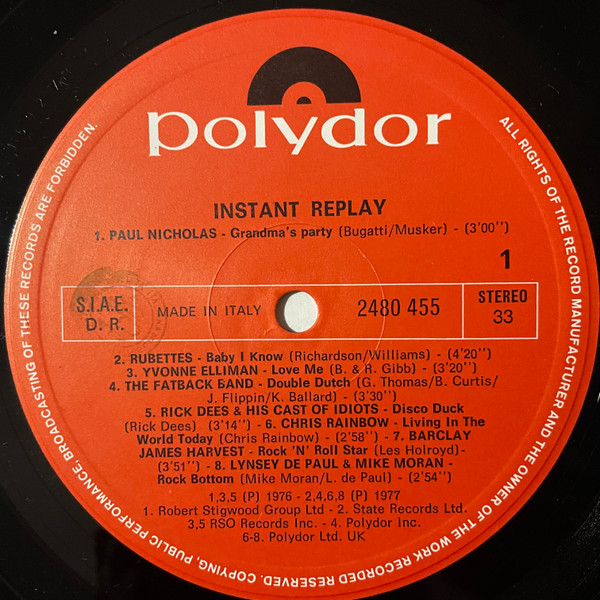 polydor
INSTANT REPLAY
1. PAUL NICHOLAS - Grandma's party (Bugatti/Musker) - (3'00'')
1
S.I.A.E.
D. R.
MADE IN ITALY
2480 455
STEREO
33
2. RUBETTES - Baby I Know (Richardson/Williams) - (4'20'')
3. YVONNE ELLIMAN - Love Me (B. & R. Gibb) - (3'20'')
4. THE FATBACK BAND - Double Dutch (G. Thomas/B. Curtis/
J. Flippin/K. Ballard) - (3'30'')
5. RICK DEES & HIS CAST OF IDIOTS - Disco Duck
(Rick Dees) (3'14'') - 6. CHRIS RAINBOW - Living In The
World Today (Chris Rainbow) - (2'58'') - 7. BARCLAY
JAMES HARVEST - Rock 'N' Roll Star (Les Holroyd)-
(3'51'') - 8. LYNSEY DE PAUL & MIKE MORAN -
Rock Bottom (Mike Moran/L. de Paul) - (2'54'')
1,3,5 (P) 1976 - 2,4,6,8 (P) 1977
1. Robert Stigwood Group Ltd - 2. State Records Ltd.
3,5 RSO Records Inc. - 4. Polydor Inc.
6-8. Polydor Ltd. UK
ALL RIGHTS OF THE RECORD MANUFACTURER AND THE OWNER OF THE WORK RECORDED RESERVED. COPYING, PUBLIC PERFORMANCE, BROADCASTING OF THESE RECORDS ARE FORBIDDEN.